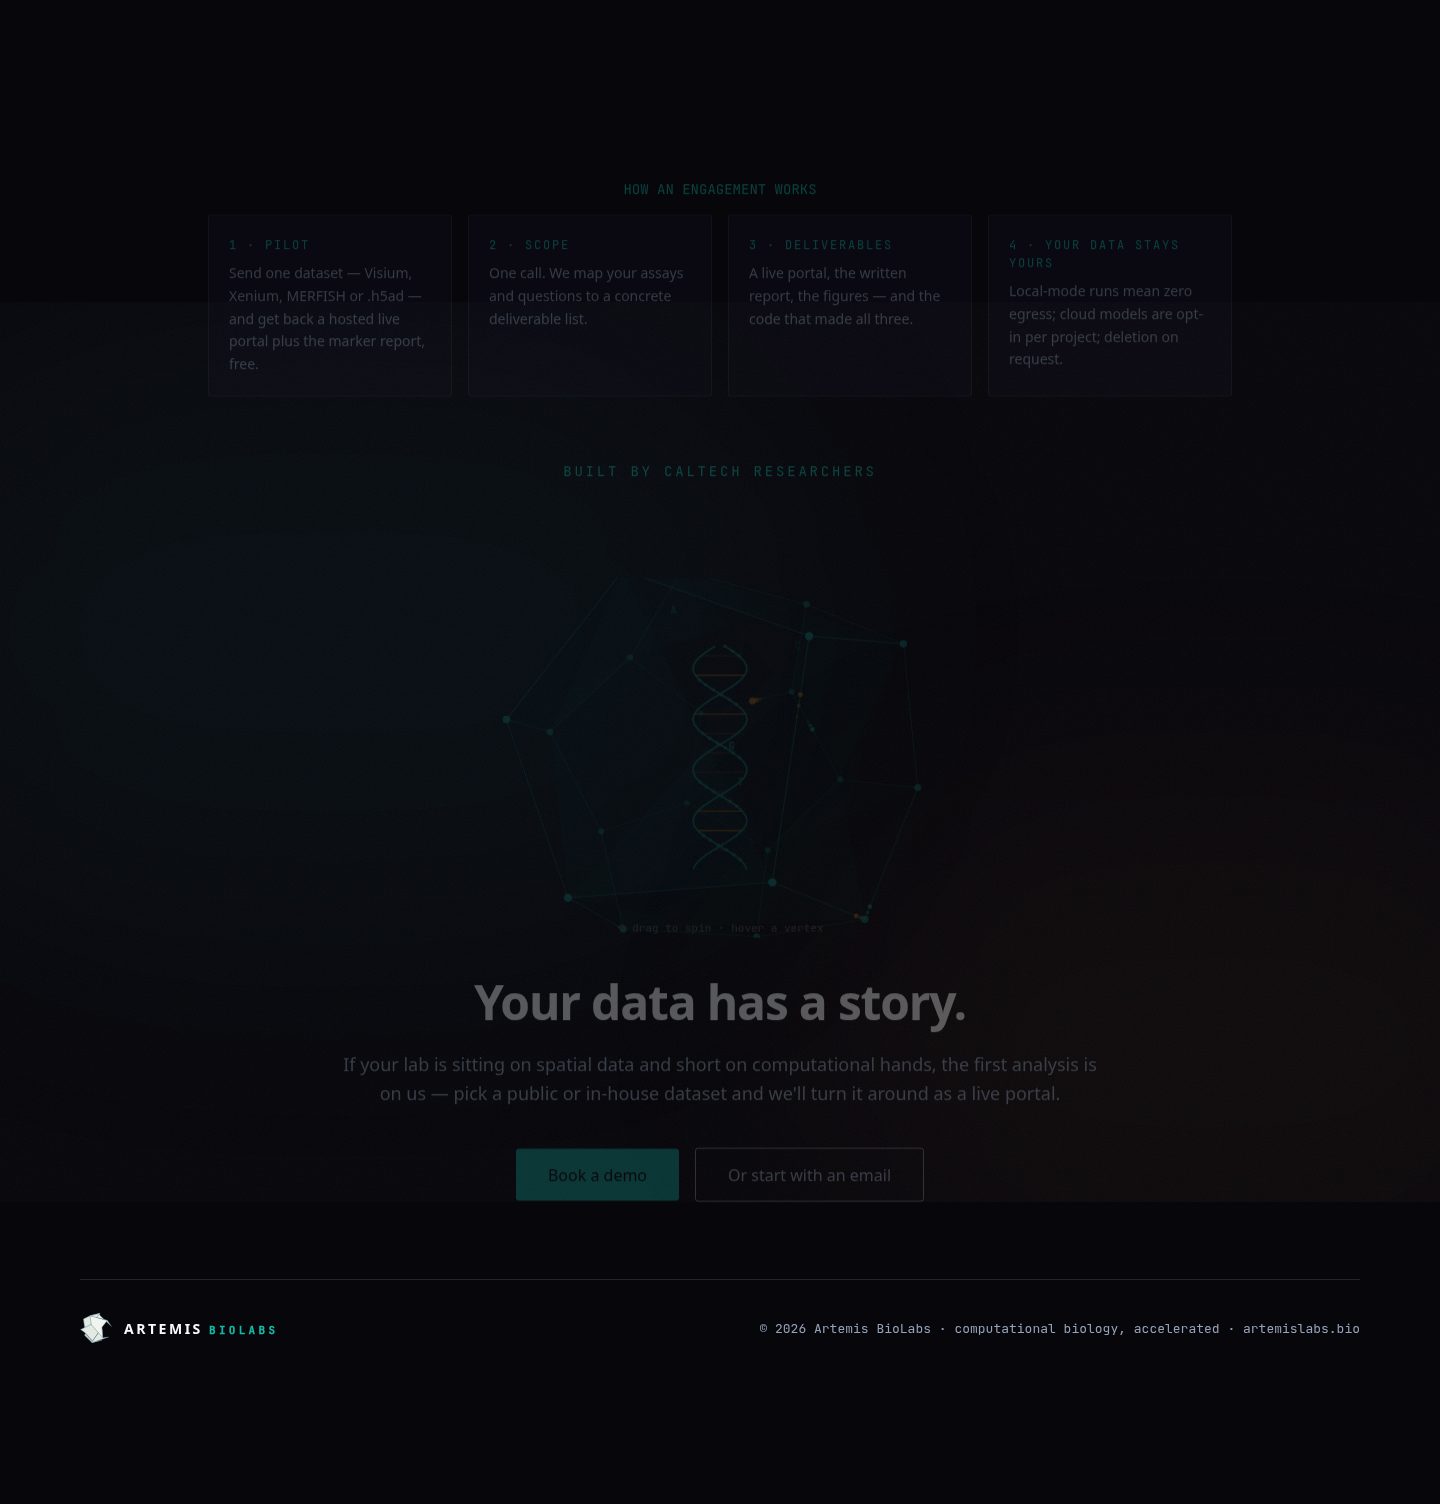 HOW AN ENGAGEMENT WORKS
1 · PILOT
Send one dataset — Visium,
Xenium, MERFISH or .h5ad —
and get back a hosted live
portal plus the marker report,
free.
2 · SCOPE
One call. We map your assays
and questions to a concrete
deliverable list.
3 · DELIVERABLES
A live portal, the written
report, the figures — and the
code that made all three.
4 · YOUR DATA STAYS
YOURS
Local-mode runs mean zero
egress; cloud models are opt-
in per project; deletion on
request.
BUILT BY CALTECH RESEARCHERS
A
drag to spin · hover a vertex
Your data has a story.
If your lab is sitting on spatial data and short on computational hands, the first analysis is
on us — pick a public or in-house dataset and we'll turn it around as a live portal.
Book a demo
Or start with an email
ARTEMIS BIOLABS
© 2026 Artemis BioLabs · computational biology, accelerated · artemislabs.bio